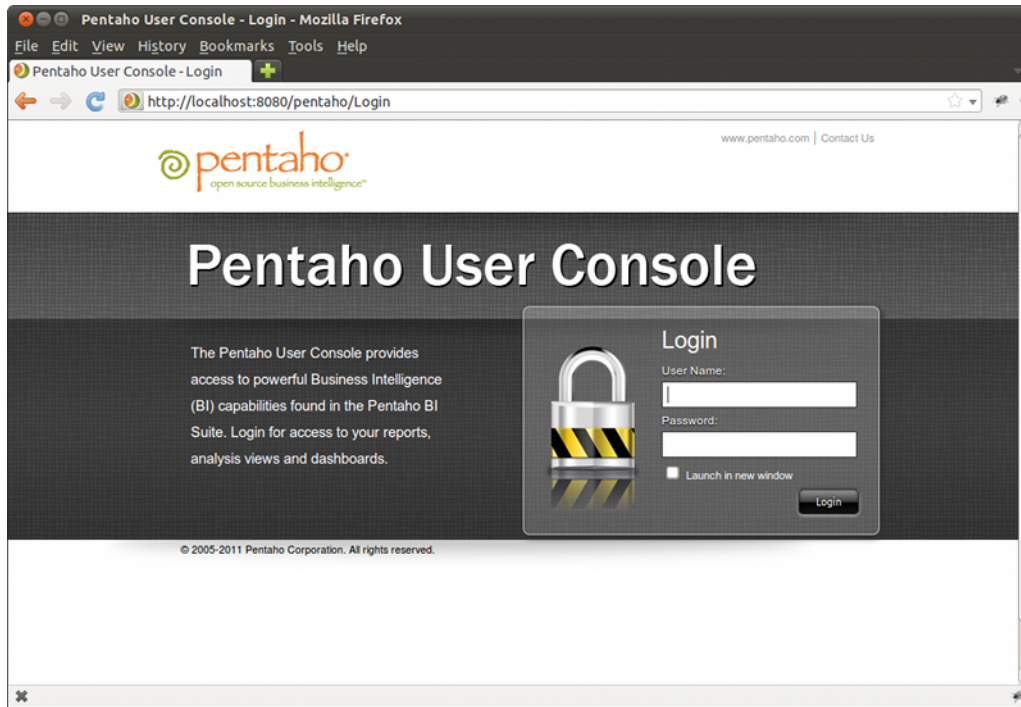 Pentaho User Console - Login - Mozilla Firefox
File Edit View History Bookmarks Tools Help
Pentaho User Console - Login
http://localhost:8080/pentaho/Login
www.pentaho.com | Contact Us
pentaho
open source business intelligence™
Pentaho User Console
The Pentaho User Console provides
access to powerful Business Intelligence
(BI) capabilities found in the Pentaho BI
Suite. Login for access to your reports,
analysis views and dashboards.
Login
User Name:
Password:
Launch in new window
Login
© 2005-2011 Pentaho Corporation. All rights reserved.